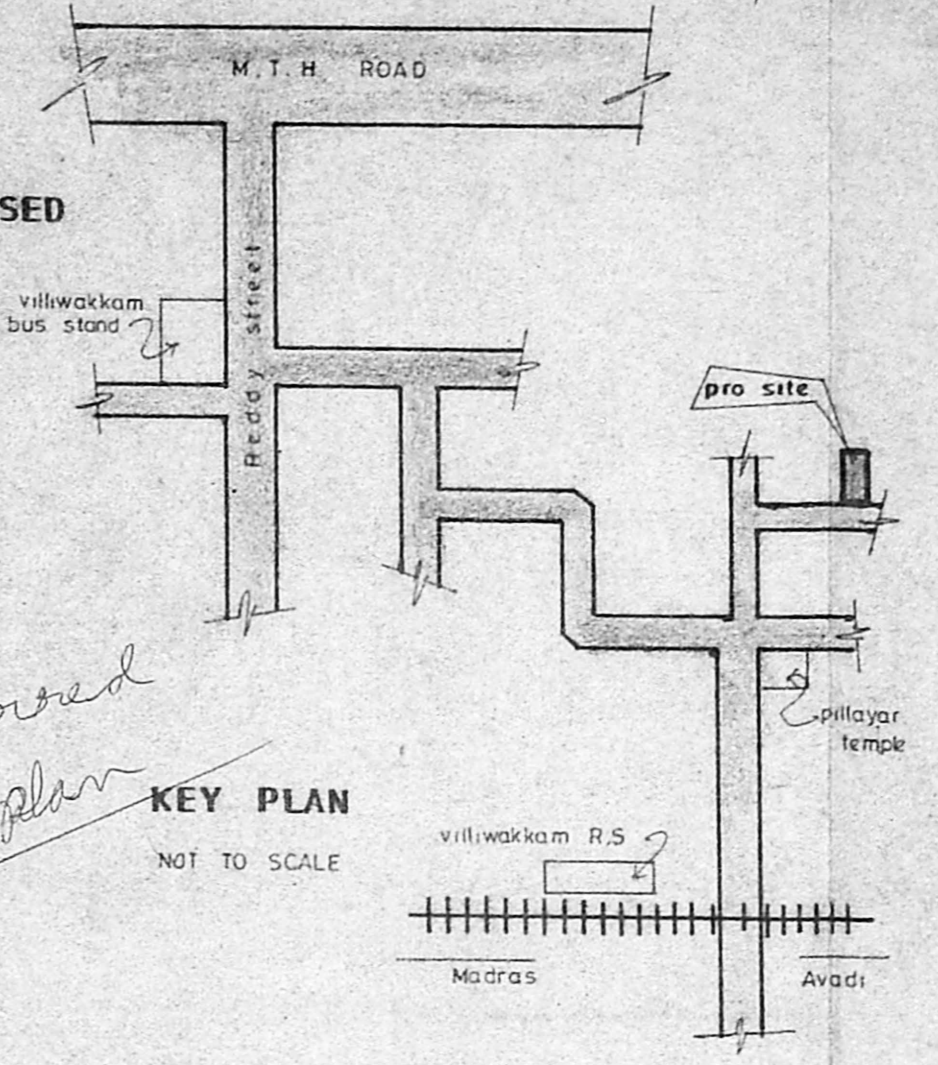 M.T.H ROAD
SED
villiwakkam
bus stand
Reddy street
pro site
plan
pillayar
temple
KEY PLAN
NOT TO SCALE
villiwakkam R.S
Madras
Avadi